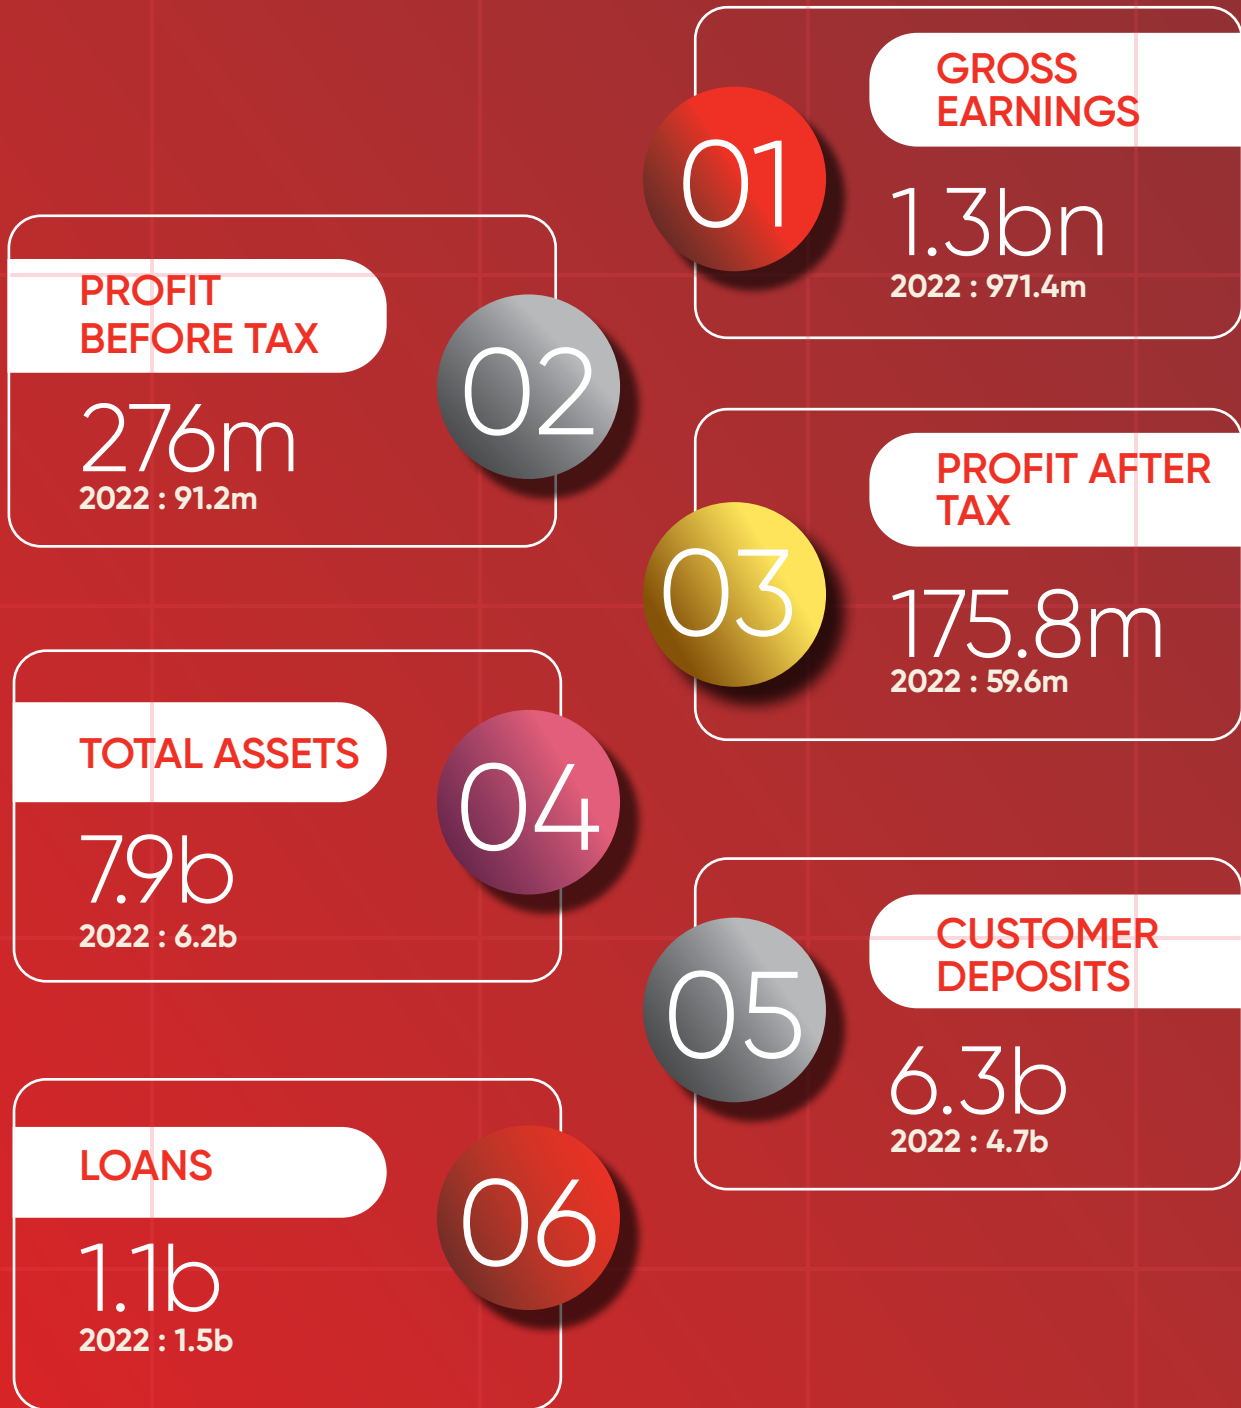 01
GROSS
EARNINGS
1.3bn
2022 : 971.4m
02
PROFIT
BEFORE TAX
276m
2022 : 91.2m
03
PROFIT AFTER
TAX
175.8m
2022 : 59.6m
04
TOTAL ASSETS
7.9b
2022 : 6.2b
05
CUSTOMER
DEPOSITS
6.3b
2022 : 4.7b
06
LOANS
1.1b
2022 : 1.5b